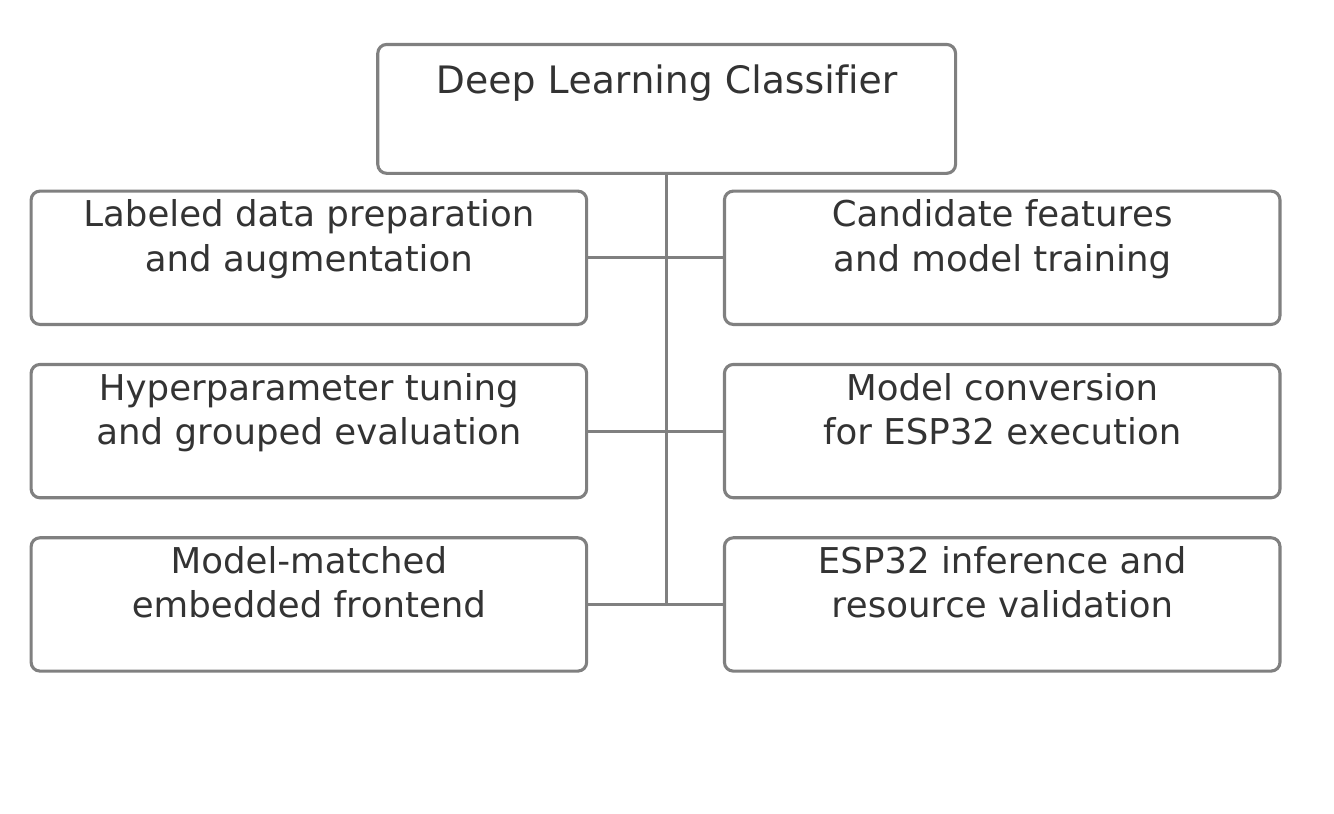 Deep Learning Classifier
Labeled data preparation
and augmentation
Candidate features
and model training
Hyperparameter tuning
and grouped evaluation
Model conversion
for ESP32 execution
Model-matched
embedded frontend
ESP32 inference and
resource validation